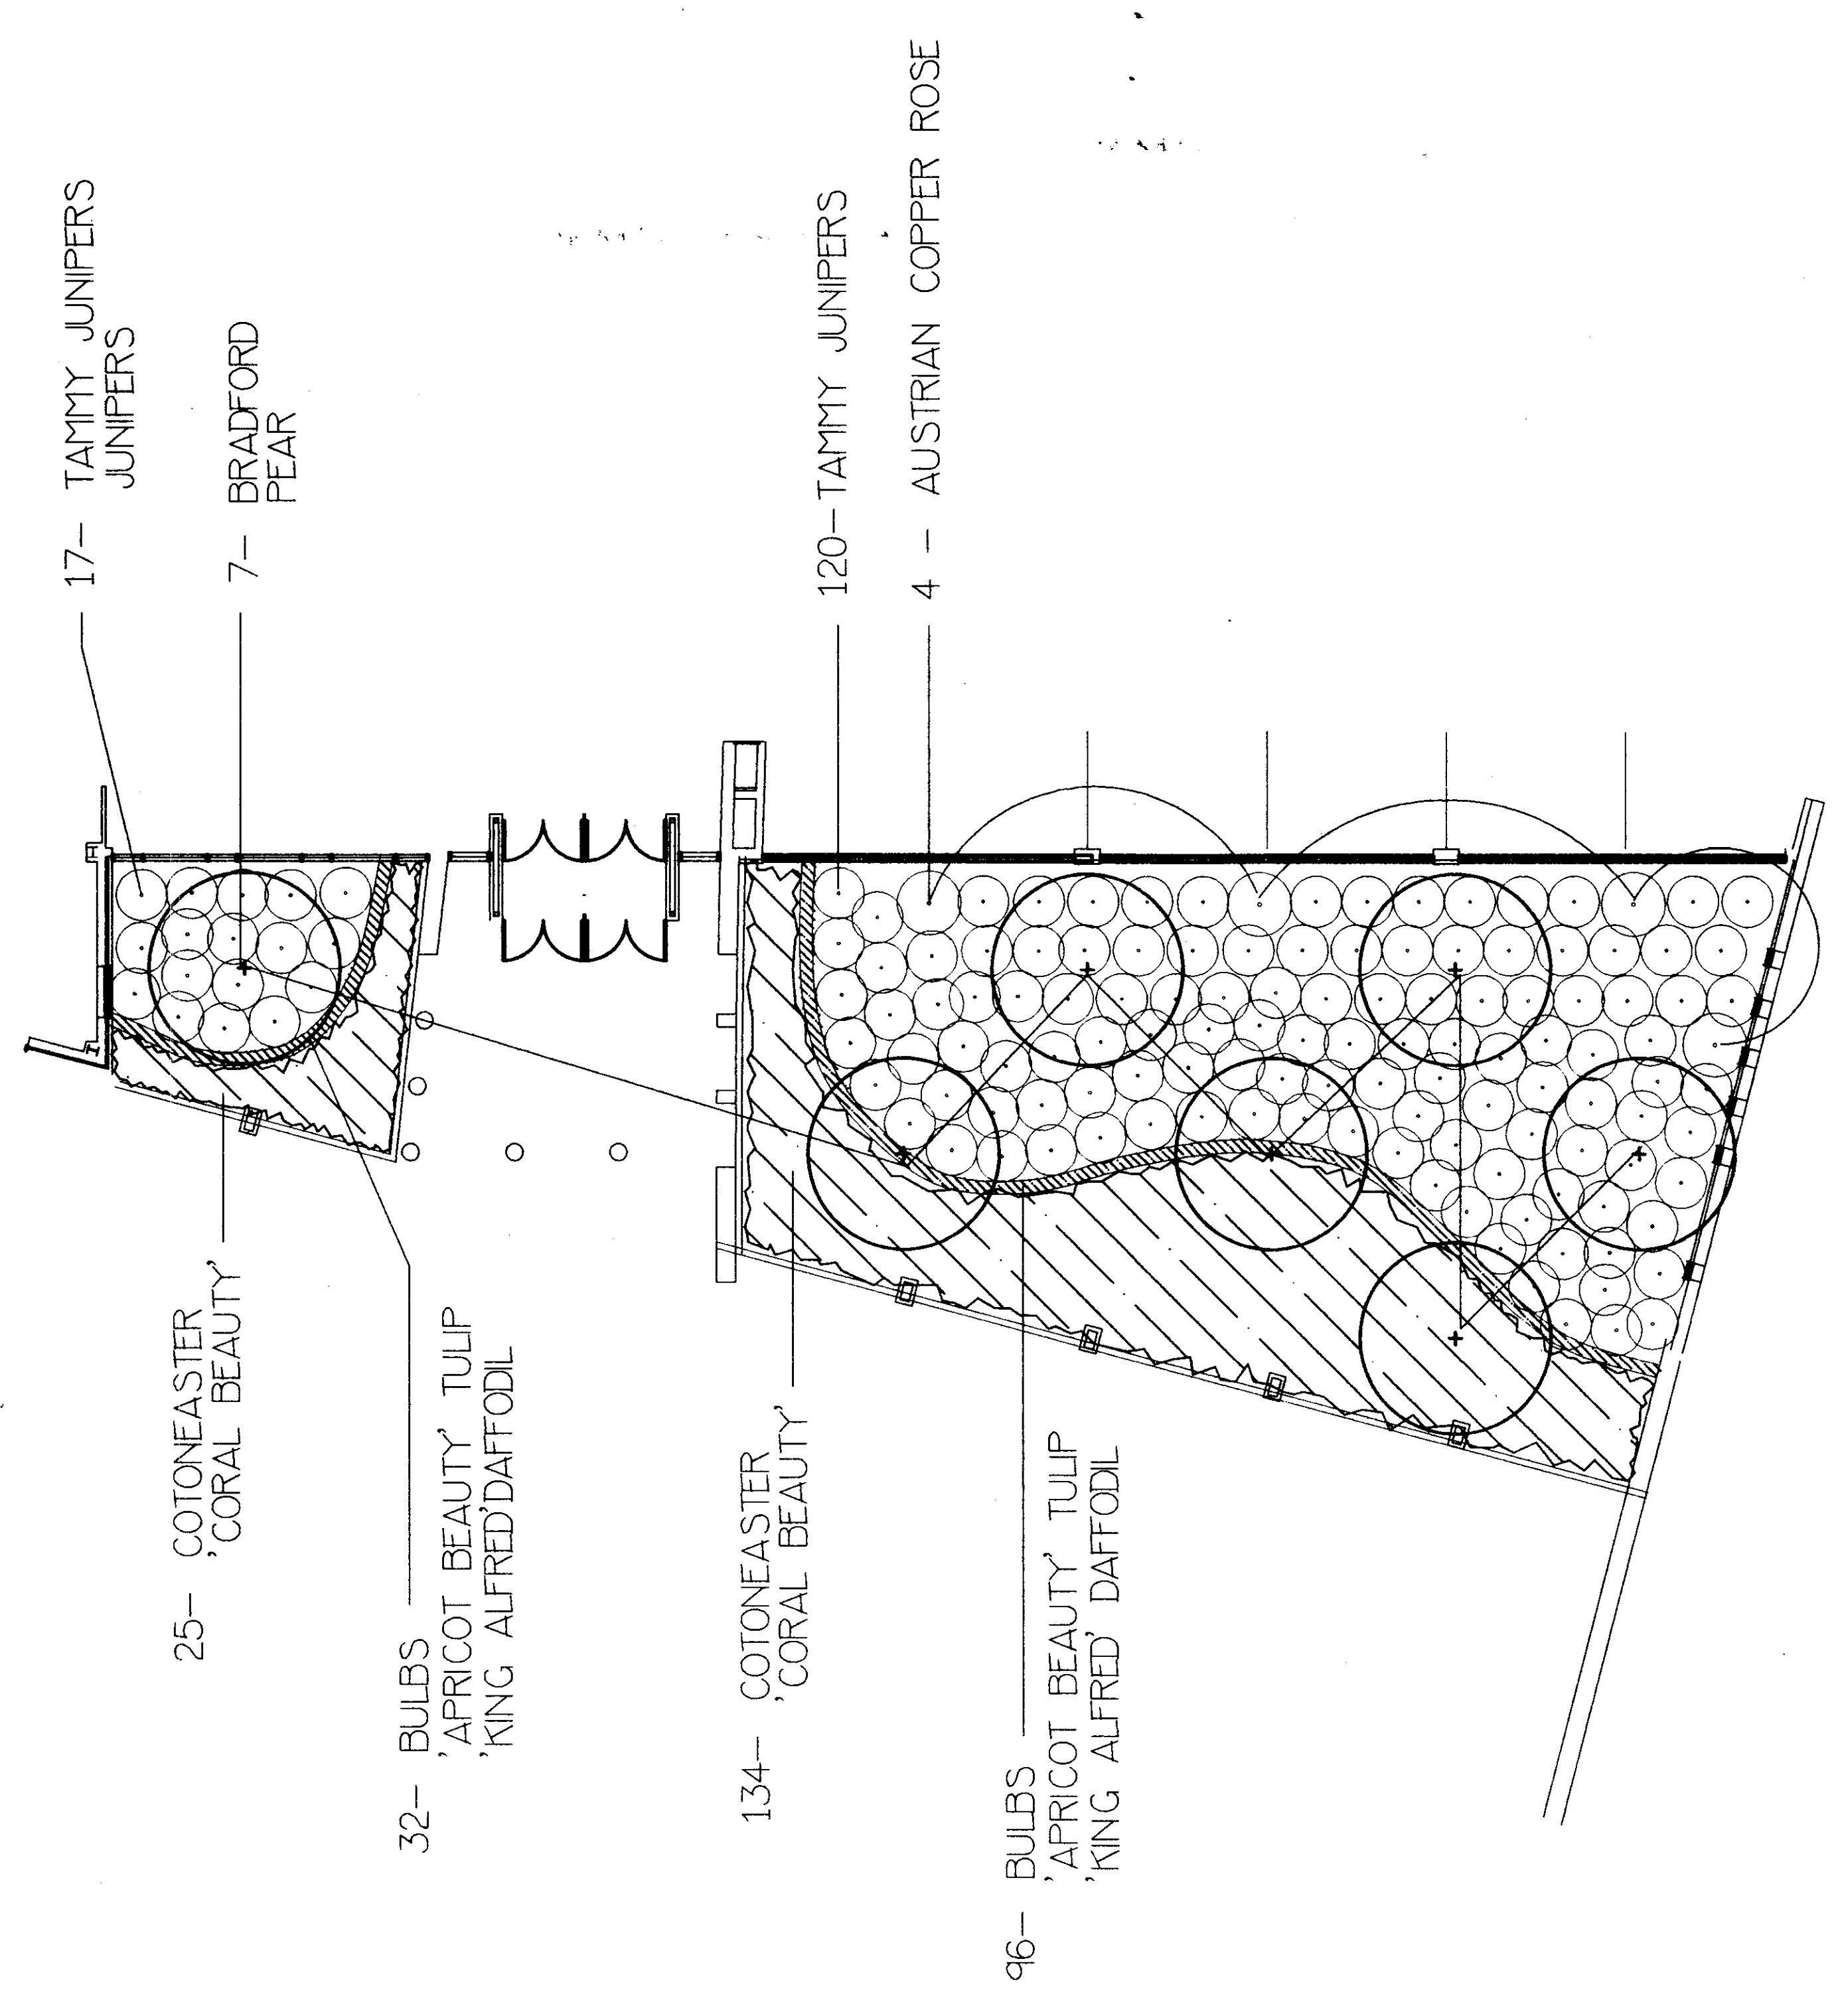 17- TAMMY JUNIPERS
JUNIPERS
7- BRADFORD
PEAR
120-TAMMY JUNIPERS
4 - AUSTRIAN COPPER ROSE
25- COTONEASTER
'CORAL BEAUTY'
32- BULBS
'APRICOT BEAUTY' TULIP
'KING ALFRED'DAFFODIL
134- COTONEASTER
'CORAL BEAUTY'
96- BULBS
'APRICOT BEAUTY' TULIP
'KING ALFRED' DAFFODIL